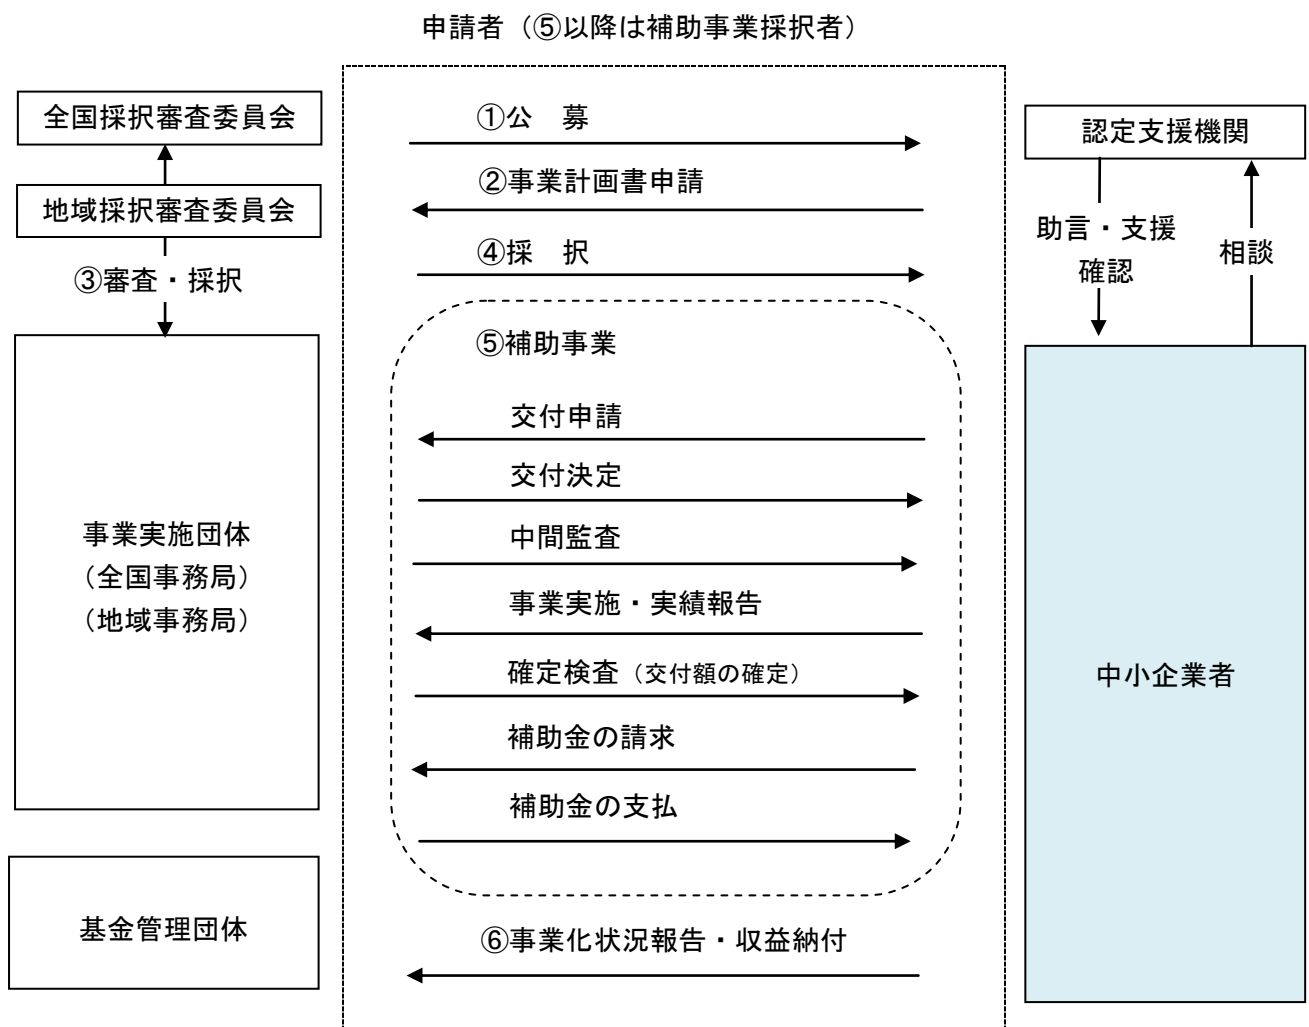 申請者（⑤以降は補助事業採択者）
全国採択審査委員会
地域採択審査委員会
③審査・採択
事業実施団体
（全国事務局）
（地域事務局）
基金管理団体
①公　募
②事業計画書申請
④採　択
⑤補助事業
交付申請
交付決定
中間監査
事業実施・実績報告
確定検査（交付額の確定）
補助金の請求
補助金の支払
⑥事業化状況報告・収益納付
認定支援機関
助言・支援
確認
相談
中小企業者